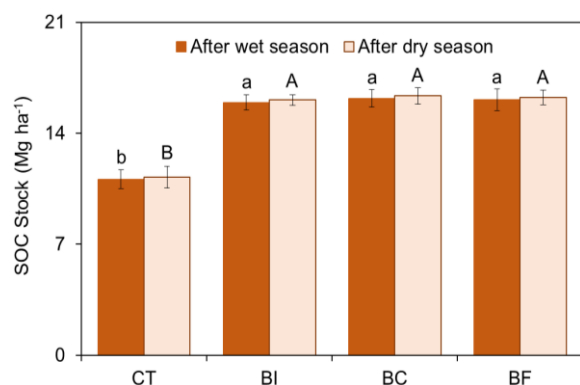 21
After wet season After dry season
a A a A a A
14
b B
7
0
CT BI BC BF
SOC Stock (Mg ha⁻¹)